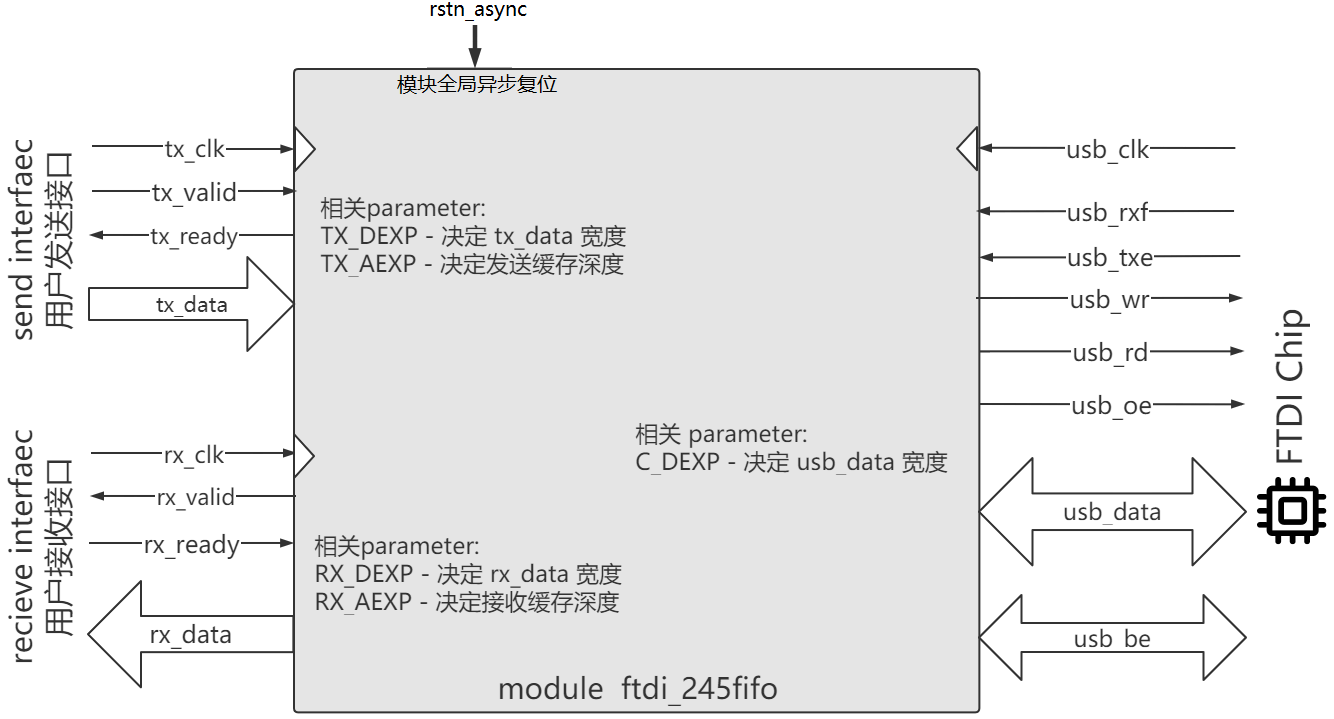 rstn_async
模块全局异步复位
send interfaec
用户发送接口
tx_clk
tx_valid
tx_ready
tx_data
相关parameter:
TX_DEXP - 决定 tx_data 宽度
TX_AEXP - 决定发送缓存深度
recieve interfaec
用户接收接口
rx_clk
rx_valid
rx_ready
rx_data
相关parameter:
RX_DEXP - 决定 rx_data 宽度
RX_AEXP - 决定接收缓存深度
相关 parameter:
C_DEXP - 决定 usb_data 宽度
usb_clk
usb_rxf
usb_txe
usb_wr
usb_rd
usb_oe
usb_data
usb_be
FTDI Chip
module ftdi_245fifo